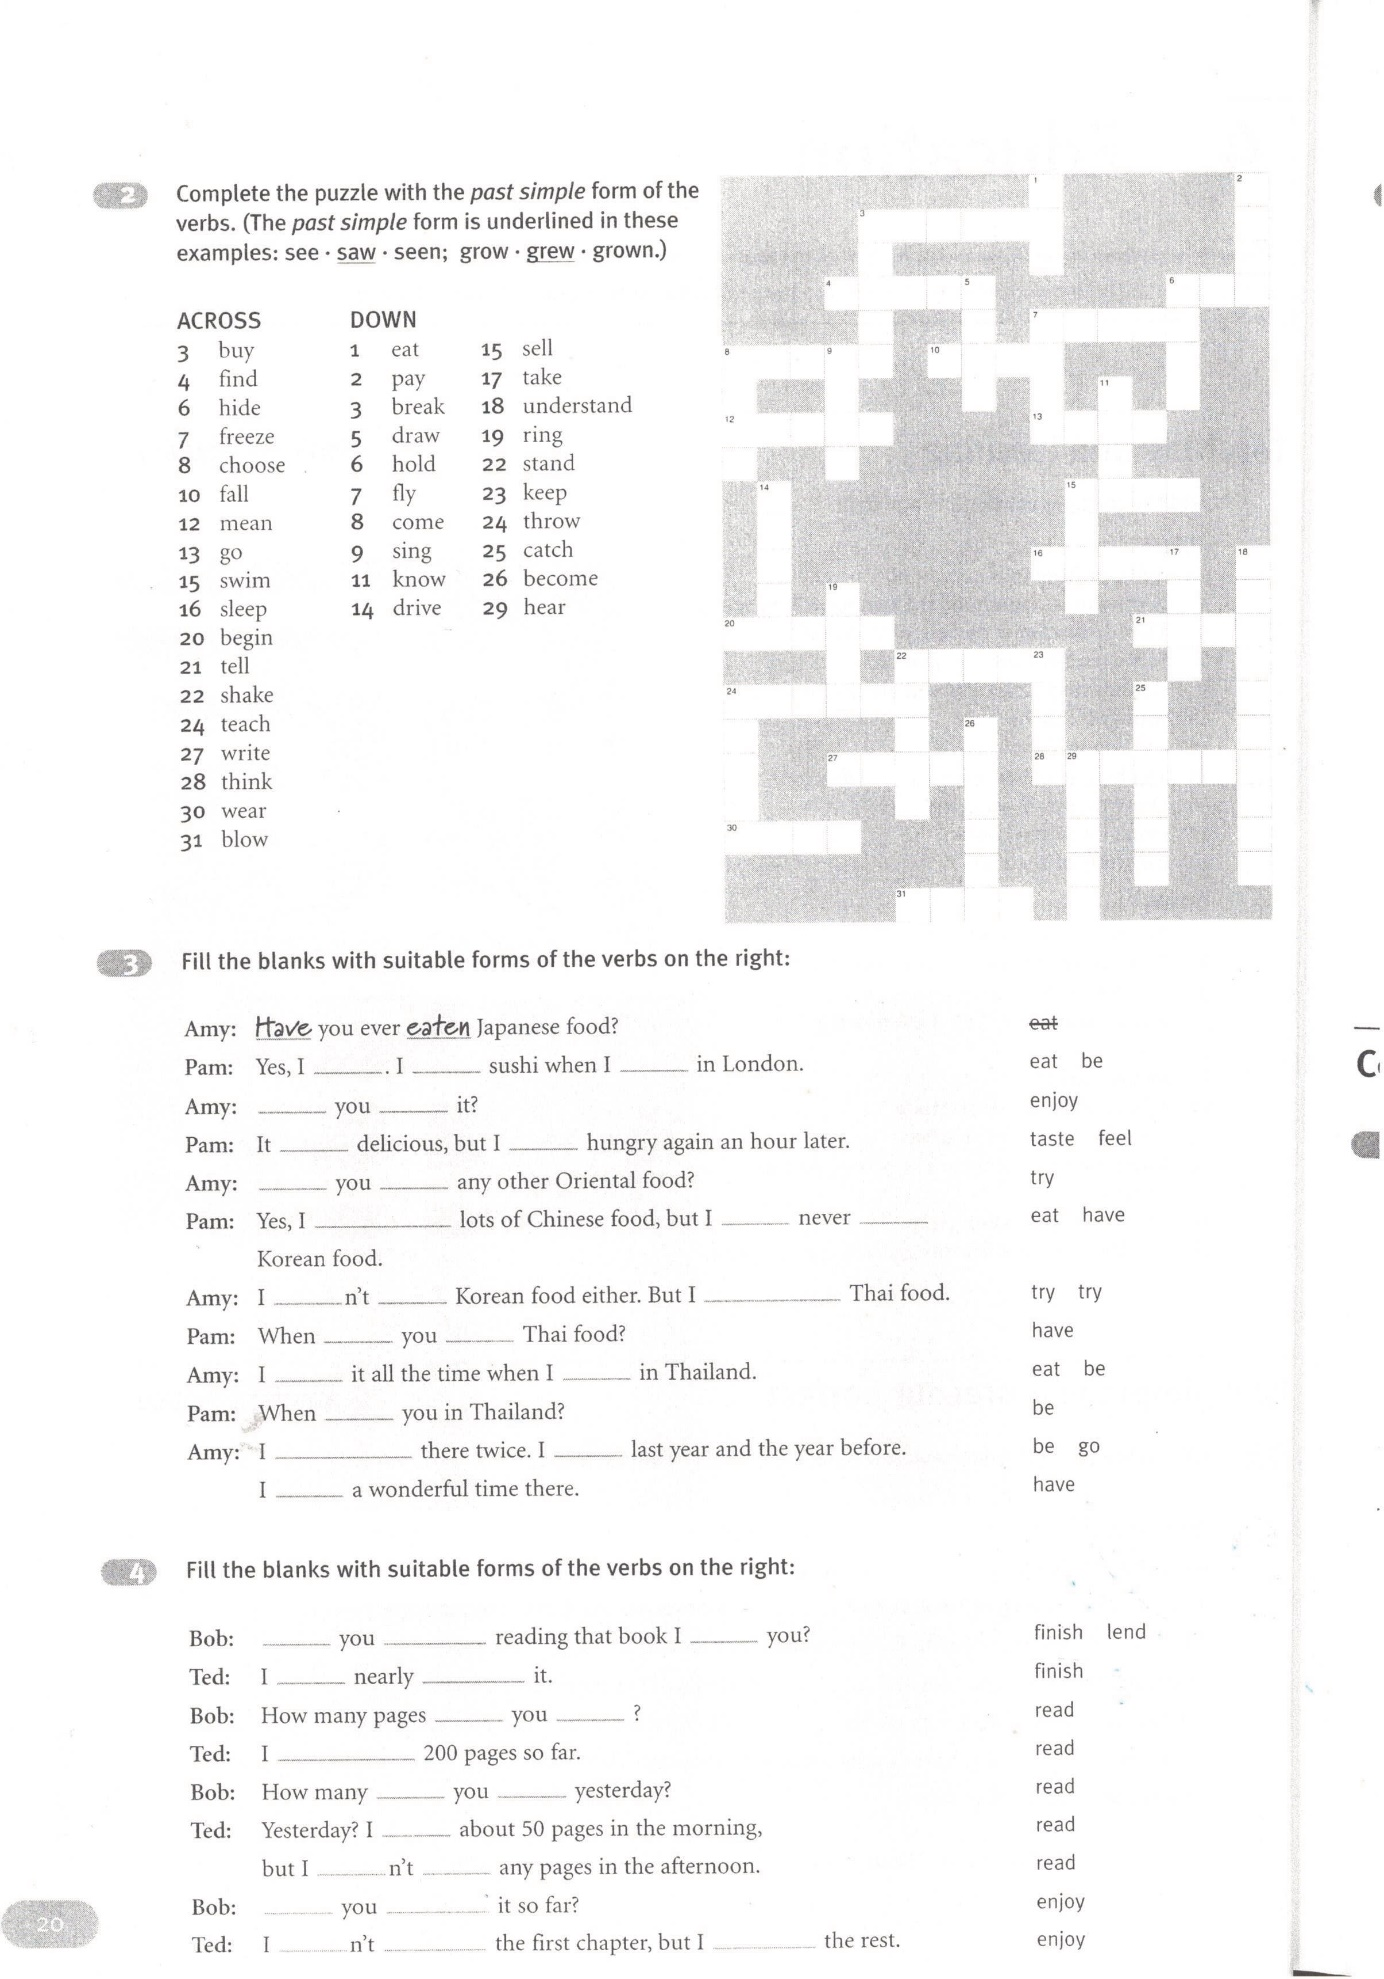 2 Complete the puzzle with the past simple form of the
verbs. (The past simple form is underlined in these
examples: see · saw · seen; grow · grew · grown.)
ACROSS
3 buy
4 find
6 hide
7 freeze
8 choose
10 fall
12 mean
13 go
15 swim
16 sleep
20 begin
21 tell
22 shake
24 teach
27 write
28 think
30 wear
31 blow
DOWN
1 eat
2 pay
3 break
5 draw
6 hold
7 fly
8 come
9 sing
11 know
14 drive
15 sell
17 take
18 understand
19 ring
22 stand
23 keep
24 throw
25 catch
26 become
29 hear
1 2
3
4 5 6
7
8 9 10
11
12 13
14 15
16 17 18
19
20 21
22 23
24 25
26
27 28 29
30
31
3 Fill the blanks with suitable forms of the verbs on the right:
Amy: Have you ever eaten Japanese food? eat
Pam: Yes, I ______. I ______ sushi when I ______ in London. eat be
Amy: ______ you ______ it? enjoy
Pam: It ______ delicious, but I ______ hungry again an hour later. taste feel
Amy: ______ you ______ any other Oriental food? try
Pam: Yes, I ____________ lots of Chinese food, but I ______ never ______ eat have
Korean food.
Amy: I ______n't ______ Korean food either. But I ____________ Thai food. try try
Pam: When ______ you ______ Thai food? have
Amy: I ______ it all the time when I ______ in Thailand. eat be
Pam: When ______ you in Thailand? be
Amy: I ____________ there twice. I ______ last year and the year before. be go
I ______ a wonderful time there. have
4 Fill the blanks with suitable forms of the verbs on the right:
Bob: ______ you _________ reading that book I ______ you? finish lend
Ted: I ______ nearly _________ it. finish
Bob: How many pages ______ you ______ ? read
Ted: I ____________ 200 pages so far. read
Bob: How many ______ you ______ yesterday? read
Ted: Yesterday? I ______ about 50 pages in the morning, read
but I ______n't ______ any pages in the afternoon. read
Bob: ______ you _________ it so far? enjoy
Ted: I ______n't _________ the first chapter, but I _________ the rest. enjoy
20